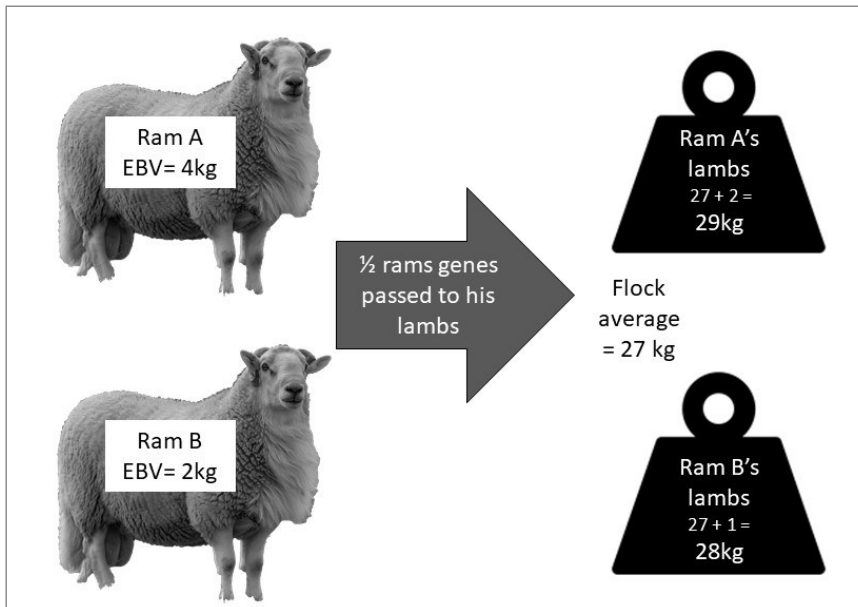 Ram A
EBV= 4kg
Ram A's
lambs
27 + 2 =
29kg
½ rams genes
passed to his
lambs
Flock
average
= 27 kg
Ram B
EBV= 2kg
Ram B's
lambs
27 + 1 =
28kg